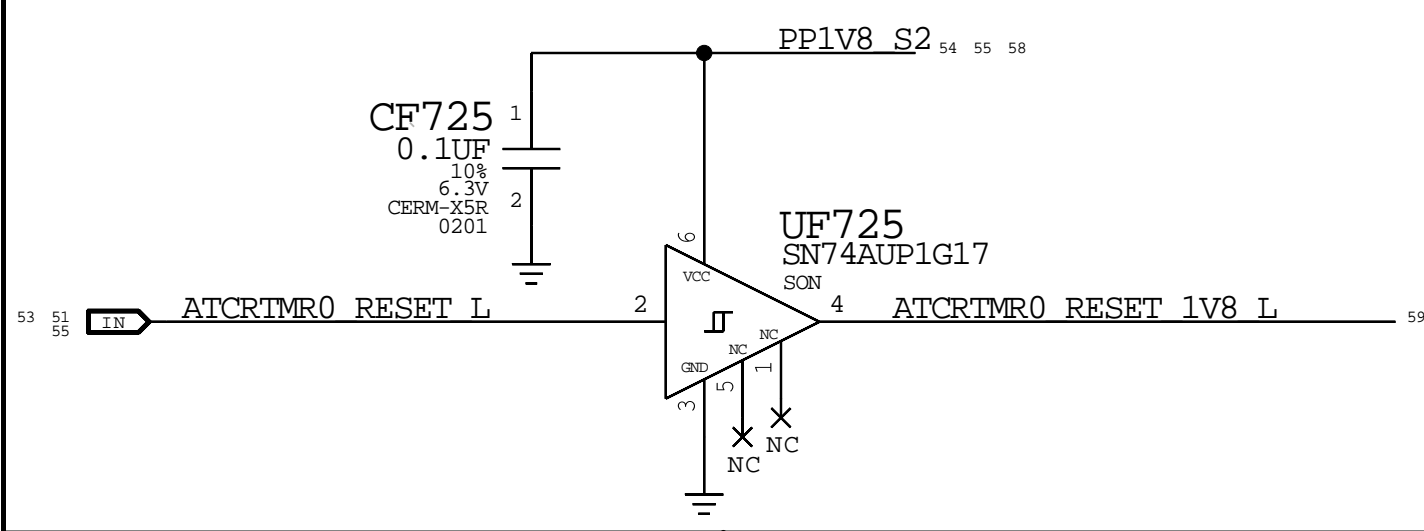 PP1V8_S2 54 55 58
CF725 1
0.1UF
10%
6.3V
CERM-X5R 2
0201
UF725
SN74AUP1G17
SON
6
VCC
53 51
55
IN
ATCRTMR0_RESET_L
2
4
ATCRTMR0_RESET_1V8_L
59
NC
NC
GND
1
5
3
NC
NC